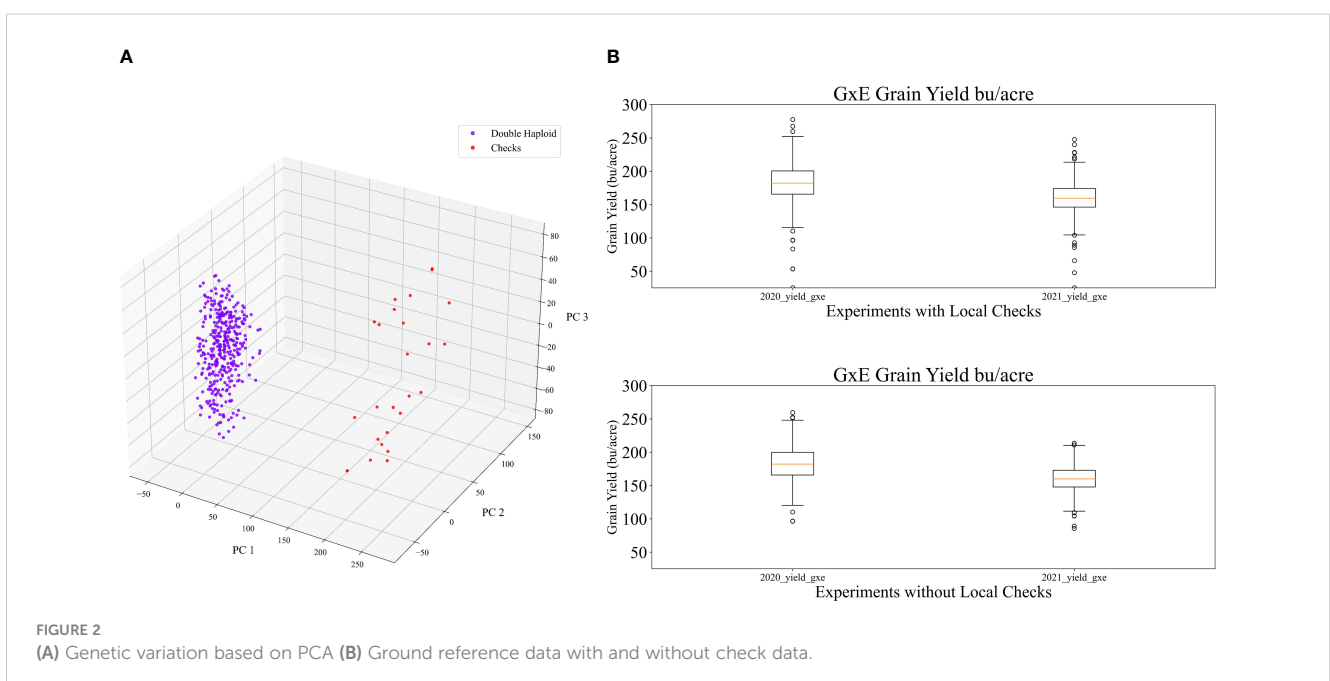 A
Double Haploid
Checks
80
60
40
20
0
−20
−40
−60
−80
PC 3
−50
0
50
100
150
200
250
PC 1
−50
0
50
100
150
PC 2
B
GxE Grain Yield bu/acre
300
250
200
150
100
50
Grain Yield (bu/acre)
2020_yield_gxe 2021_yield_gxe
Experiments with Local Checks
GxE Grain Yield bu/acre
300
250
200
150
100
50
Grain Yield (bu/acre)
2020_yield_gxe 2021_yield_gxe
Experiments without Local Checks
FIGURE 2
(A) Genetic variation based on PCA (B) Ground reference data with and without check data.